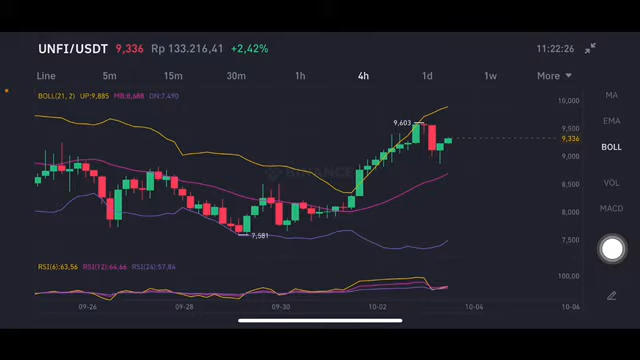 UNFI/USDT 9,336 Rp 133.216,41 +2,42% 11:22:26
Line 5m 15m 30m 1h 4h 1d 1w More
BOLL(21, 2) UP:9,885 MB:8,688 DN:7,490
MA
EMA
BOLL
VOL
MACD
10,000
9,500
9,336
9,000
8,500
8,000
7,500
9,603
7,581
BINANCE
RSI(6):63,56 RSI(12):64,66 RSI(24):57,84
100,00
09-26 09-28 09-30 10-02 10-04 10-06